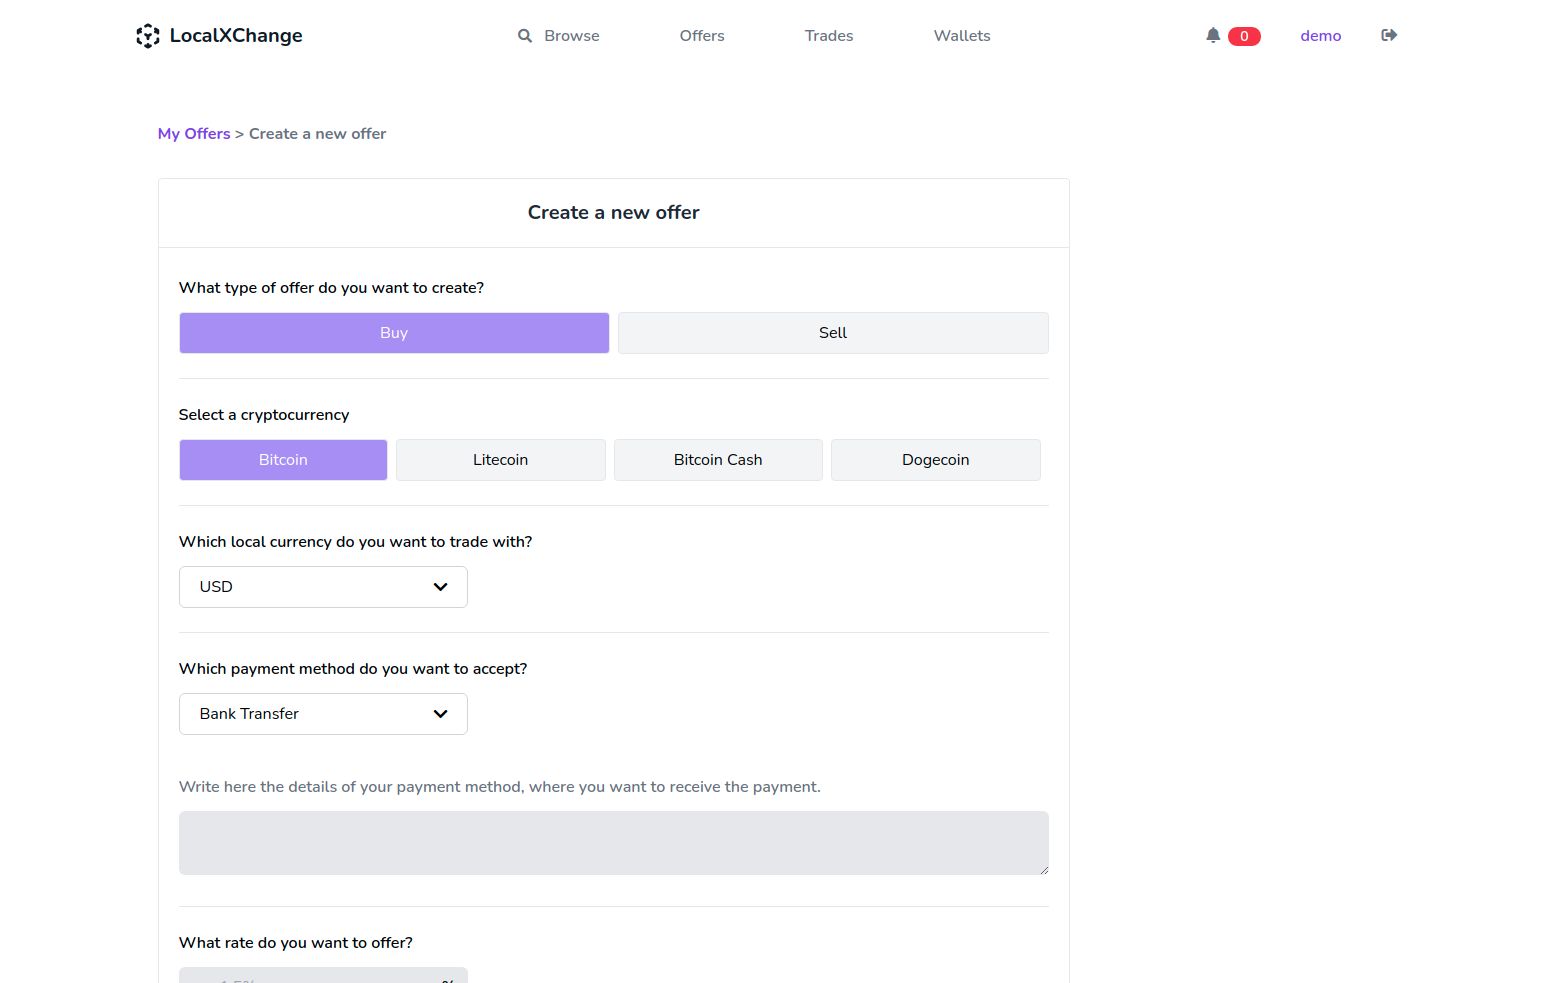 LocalXChange Browse Offers Trades Wallets 0 demo
My Offers > Create a new offer
Create a new offer
What type of offer do you want to create?
Buy Sell
Select a cryptocurrency
Bitcoin Litecoin Bitcoin Cash Dogecoin
Which local currency do you want to trade with?
USD
Which payment method do you want to accept?
Bank Transfer
Write here the details of your payment method, where you want to receive the payment.
What rate do you want to offer?
%